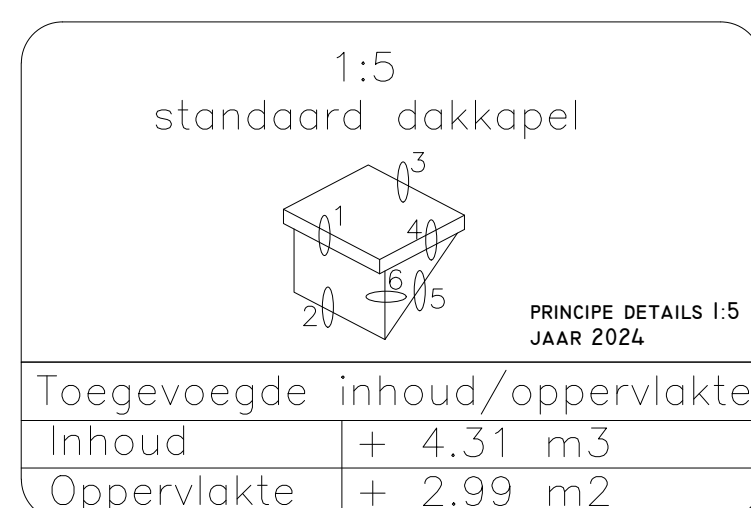 1:5
standaard dakkapel
3
1
4
6
5
2
PRINCIPE DETAILS 1:5
JAAR 2024
Toegevoegde inhoud/oppervlakte
Inhoud + 4.31 m3
Oppervlakte + 2.99 m2